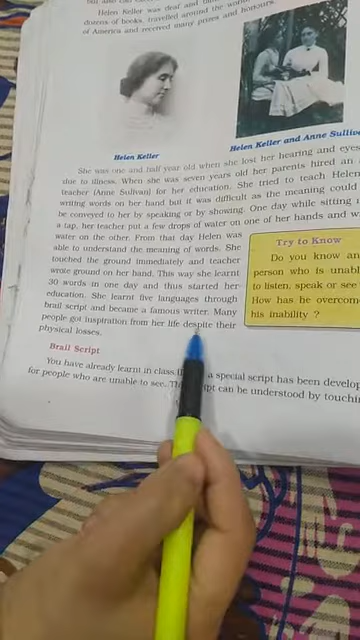 Helen Keller was deaf and
dozens of books, travelled around the world
of America and received many prizes and honours.
Helen Keller
Helen Keller and Anne Sulliv
She was one and half year old when she lost her hearing and eyes
due to illness. When she was seven years old her parents hired an
teacher (Anne Sulivan) for her education. She tried to teach Helen
writing words on her hand but it was difficult as the meaning could
be conveyed to her by speaking or by showing. One day while sitting
a tap, her teacher put a few drops of water on one of her hands and w
water on the other. From that day Helen was
able to understand the meaning of words. She
touched the ground immediately and teacher
wrote ground on her hand. This way she learnt
30 words in one day and thus started her
education. She learnt five languages through
brail script and became a famous writer. Many
people got inspiration from her life despite their
physical losses.
Try to Know
Do you know an
person who is unab
to listen, speak or see
How has he overcom
his inability ?
Brail Script
You have already learnt in class a special script has been develop
for people who are unable to see. script can be understood by touchin